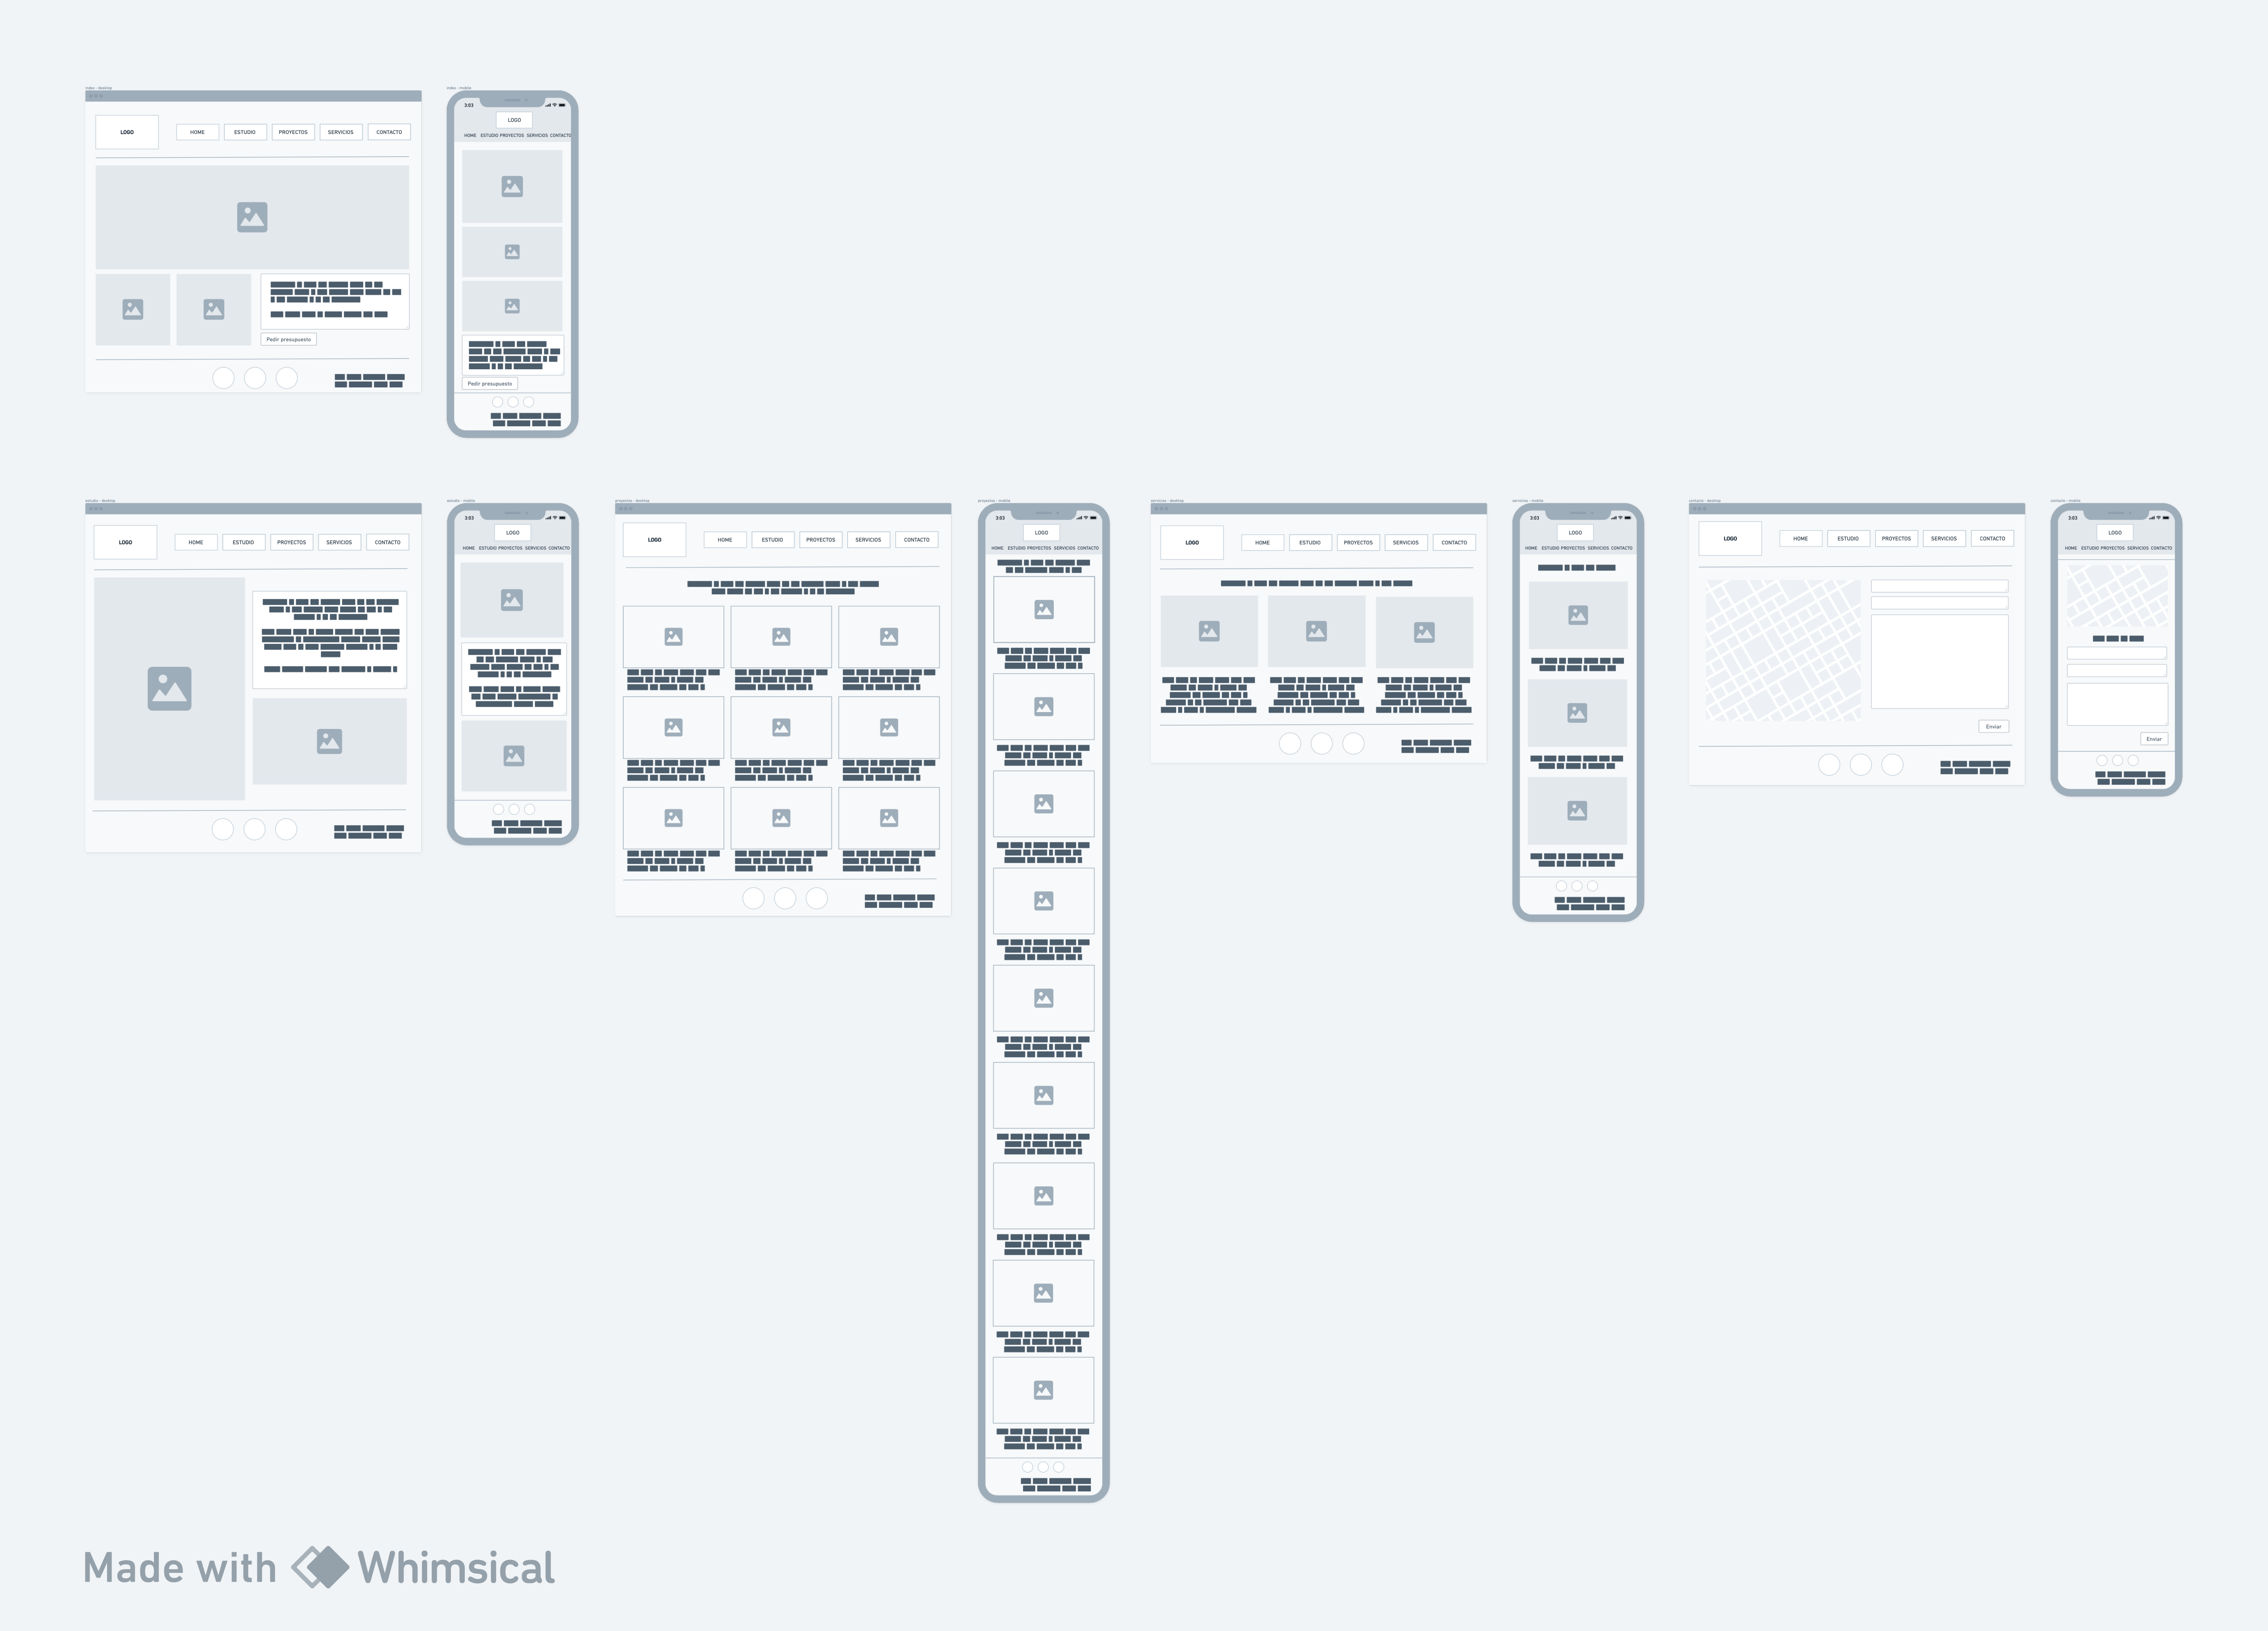 index - desktop
LOGO
HOME ESTUDIO PROYECTOS SERVICIOS CONTACTO
Pedir presupuesto
index - mobile
3:03
LOGO
HOME ESTUDIO PROYECTOS SERVICIOS CONTACTO
Pedir presupuesto
estudio - desktop
LOGO
HOME ESTUDIO PROYECTOS SERVICIOS CONTACTO
estudio - mobile
3:03
LOGO
HOME ESTUDIO PROYECTOS SERVICIOS CONTACTO
proyectos - desktop
LOGO
HOME ESTUDIO PROYECTOS SERVICIOS CONTACTO
proyectos - mobile
3:03
LOGO
HOME ESTUDIO PROYECTOS SERVICIOS CONTACTO
servicios - desktop
LOGO
HOME ESTUDIO PROYECTOS SERVICIOS CONTACTO
servicios - mobile
3:03
LOGO
HOME ESTUDIO PROYECTOS SERVICIOS CONTACTO
contacto - desktop
LOGO
HOME ESTUDIO PROYECTOS SERVICIOS CONTACTO
Enviar
contacto - mobile
3:03
LOGO
HOME ESTUDIO PROYECTOS SERVICIOS CONTACTO
Enviar
Made with Whimsical